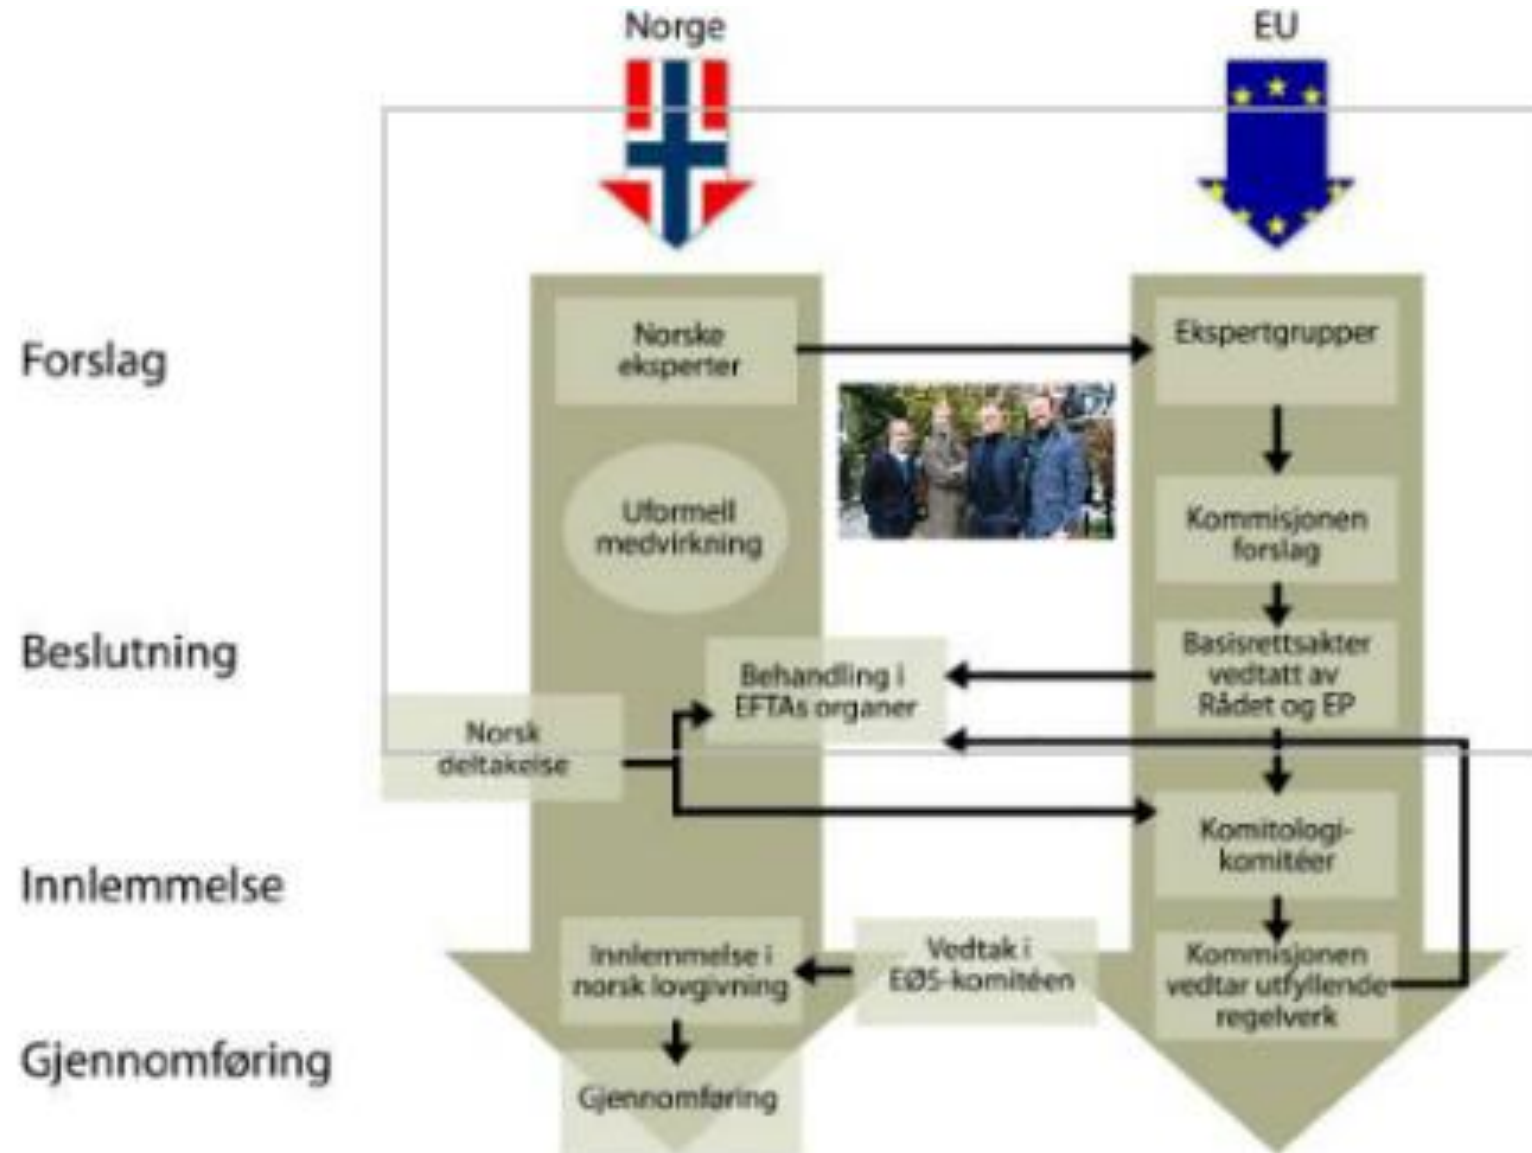 Norge
EU
Forslag
Norske
eksperter
Ekspertgrupper
Uformell
medvirkning
Kommisjonen
forslag
Beslutning
Behandling i
EFTAs organer
Basisrettsakter
vedtatt av
Rådet og EP
Norsk
deltakelse
Komitologi-
komitéer
Innlemmelse
Innlemmelse i
norsk lovgivning
Vedtak i
EØS-komitéen
Kommisjonen
vedtar utfyllende
regelverk
Gjennomføring
Gjennomføring